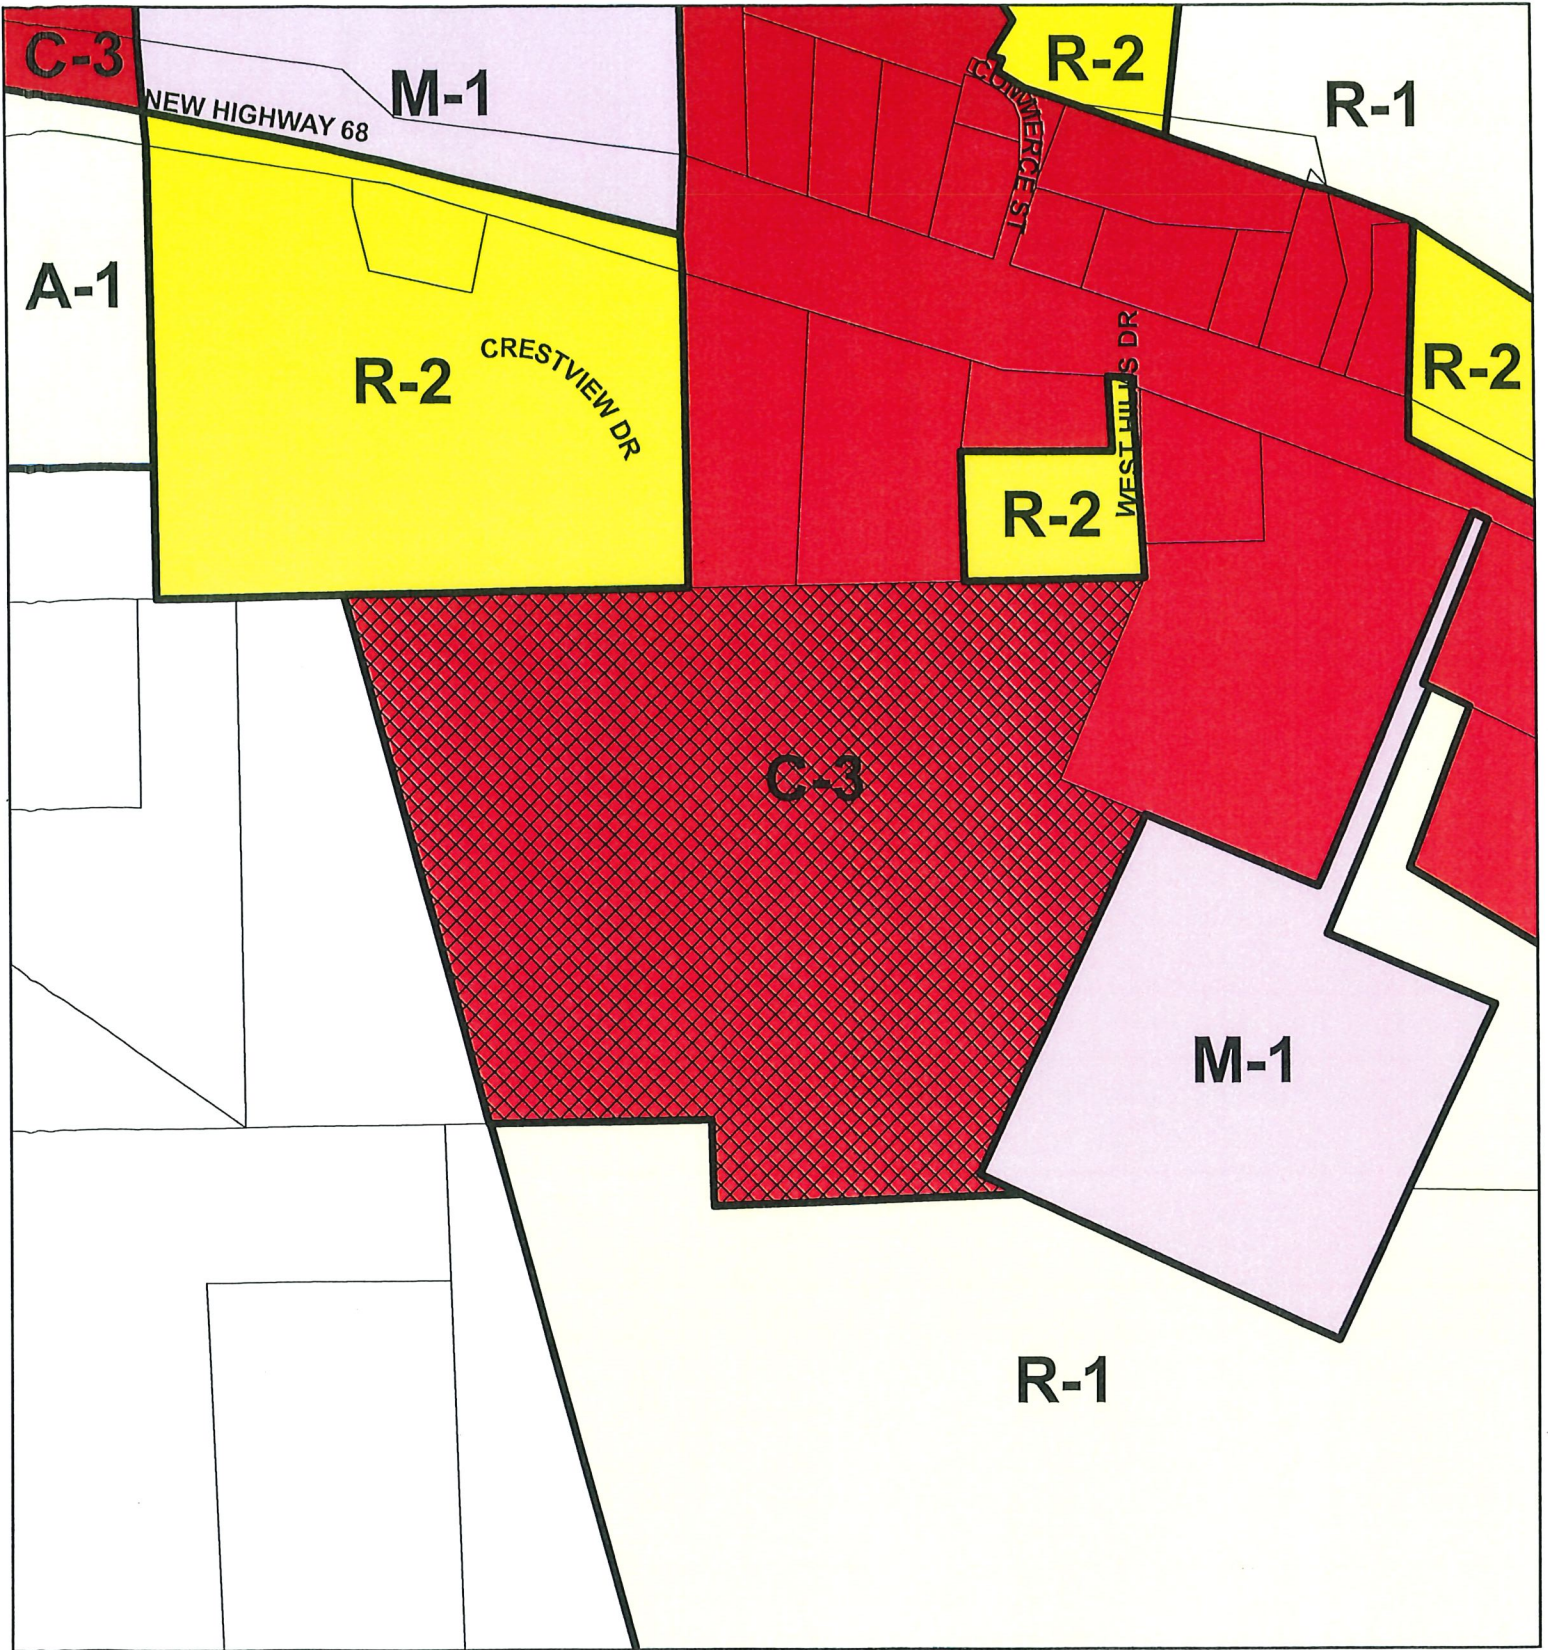 C-3
M-1
R-2
R-1
NEW HIGHWAY 68
COMMERCE ST
A-1
R-2
CRESTVIEW DR
WEST HILLS DR
R-2
R-2
C-3
M-1
R-1